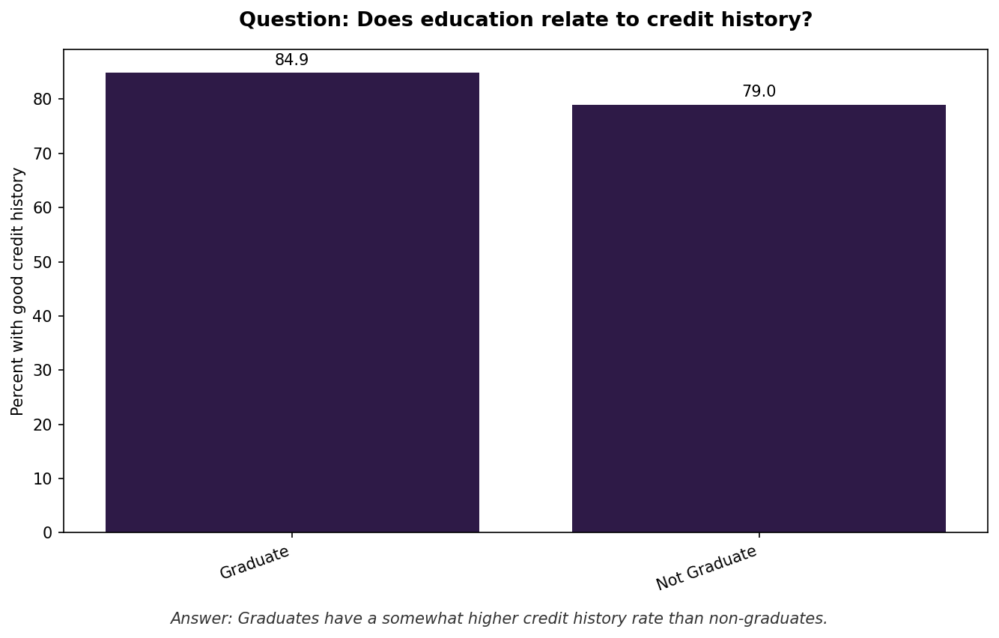 Question: Does education relate to credit history?
84.9
79.0
80
70
60
50
40
30
20
10
0
Percent with good credit history
Graduate
Not Graduate
Answer: Graduates have a somewhat higher credit history rate than non-graduates.